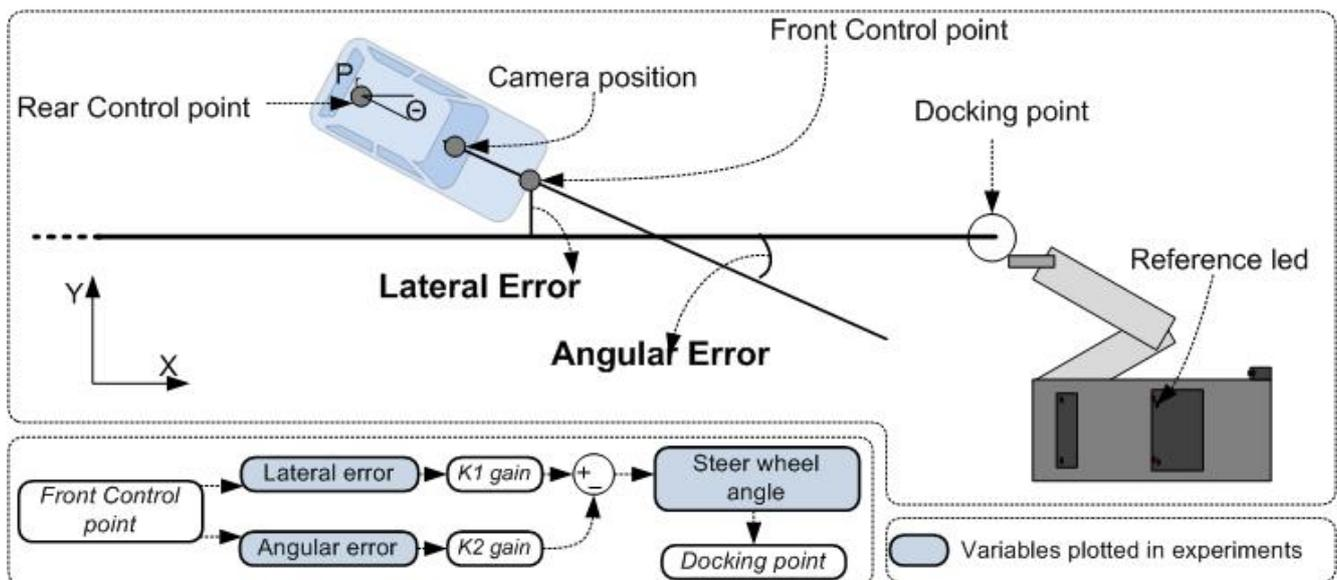 Front Control point
Camera position
P_r
Rear Control point
Θ
Docking point
Reference led
Lateral Error
Angular Error
Y
X
Front Control
point
Lateral error
K1 gain
+
−
Steer wheel
angle
Angular error
K2 gain
Docking point
Variables plotted in experiments